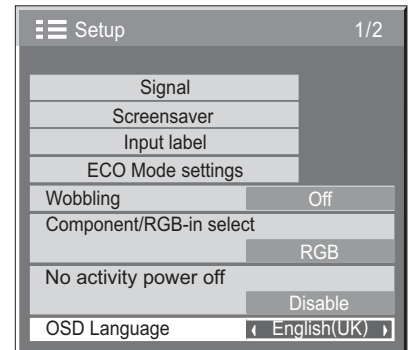 Setup 1/2
Signal
Screensaver
Input label
ECO Mode settings
Wobbling Off
Component/RGB-in select
RGB
No activity power off
Disable
OSD Language English(UK)